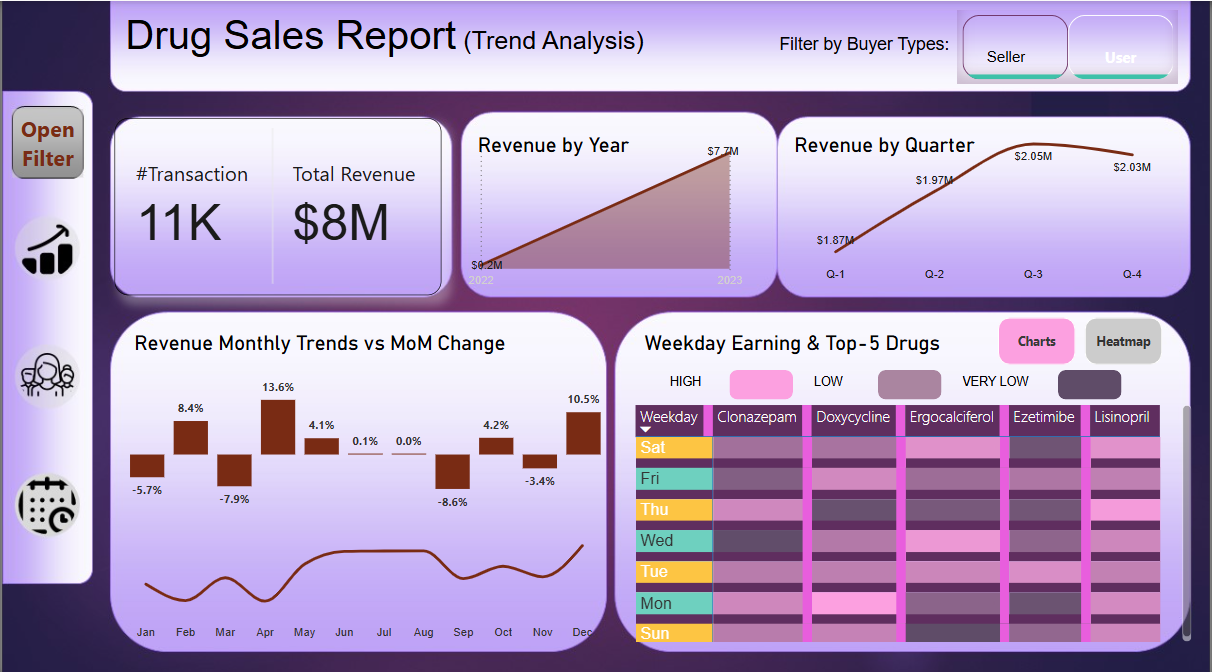 Drug Sales Report (Trend Analysis)
Filter by Buyer Types:
Seller
User
Open
Filter
#Transaction
11K
Total Revenue
$8M
Revenue by Year
$7.7M
$0.2M
2022
2023
Revenue by Quarter
$1.87M
$1.97M
$2.05M
$2.03M
Q-1
Q-2
Q-3
Q-4
Revenue Monthly Trends vs MoM Change
-5.7%
8.4%
-7.9%
13.6%
4.1%
0.1%
0.0%
-8.6%
4.2%
-3.4%
10.5%
Jan
Feb
Mar
Apr
May
Jun
Jul
Aug
Sep
Oct
Nov
Dec
Weekday Earning & Top-5 Drugs
Charts
Heatmap
HIGH
LOW
VERY LOW
Weekday
Clonazepam
Doxycycline
Ergocalciferol
Ezetimibe
Lisinopril
Sat
Fri
Thu
Wed
Tue
Mon
Sun